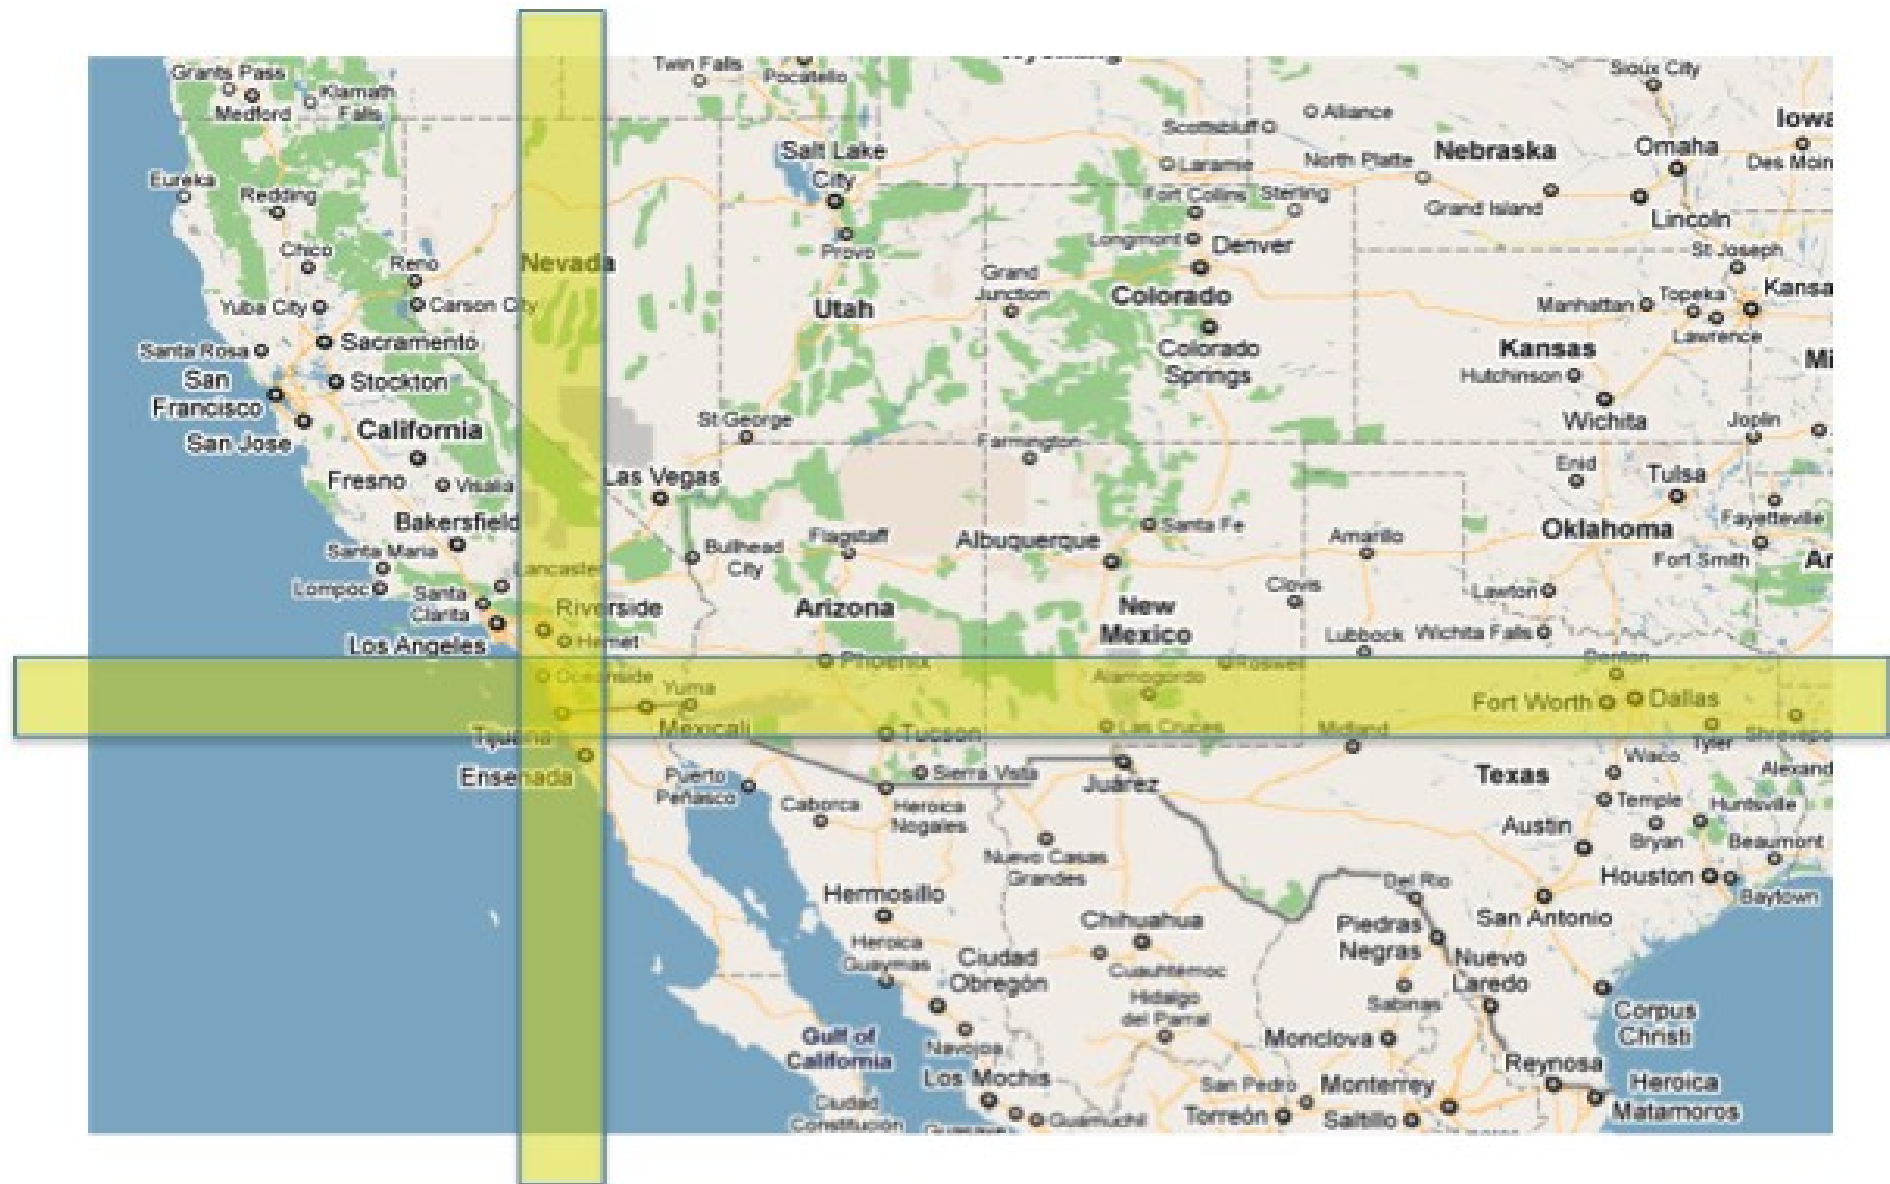 Twin Falls
Pocatello
Grants Pass
Medford
Klamath
Falls
Sioux City
Alliance
Scottsbluff
Iowa
Des Moin
Salt Lake
City
Laramie
North Platte
Nebraska
Omaha
Eureka
Redding
Fort Collins
Sterling
Grand Island
Lincoln
Chico
Reno
Nevada
Provo
Longmont
Denver
St Joseph
Yuba City
Carson City
Utah
Grand
Junction
Colorado
Manhattan
Topeka
Kansa
Lawrence
Santa Rosa
Sacramento
Colorado
Springs
Kansas
Mi
San
Francisco
Stockton
Hutchinson
San Jose
California
St George
Farmington
Wichita
Joplin
Fresno
Visalia
Las Vegas
Enid
Tulsa
Bakersfield
Santa Maria
Flagstaff
Albuquerque
Santa Fe
Amarillo
Oklahoma
Fayetteville
Fort Smith
Ar
Bullhead
City
Lancaster
Lompoc
Santa
Clarita
Riverside
Arizona
New
Mexico
Clovis
Lawton
Los Angeles
Hemet
Lubbock
Wichita Falls
Oceanside
Phoenix
Roswell
Denton
Yuma
Alamogordo
Fort Worth
Dallas
Mexicali
Tijuana
Tucson
Las Cruces
Midland
Tyler
Shrevepo
Ensenada
Puerto
Peñasco
Sierra Vista
Juárez
Texas
Waco
Alexand
Caborca
Heroica
Nogales
Temple
Huntsville
Austin
Bryan
Beaumont
Nuevo Casas
Grandes
Houston
Baytown
Hermosillo
Del Rio
San Antonio
Chihuahua
Piedras
Negras
Heroica
Guaymas
Ciudad
Obregón
Cuauhtémoc
Nuevo
Laredo
Sabinas
Hidalgo
del Parral
Corpus
Christi
Gulf of
California
Navojoa
Monclova
Los Mochis
Reynosa
San Pedro
Monterrey
Heroica
Matamoros
Ciudad
Constitución
Guamuchil
Torreón
Saltillo